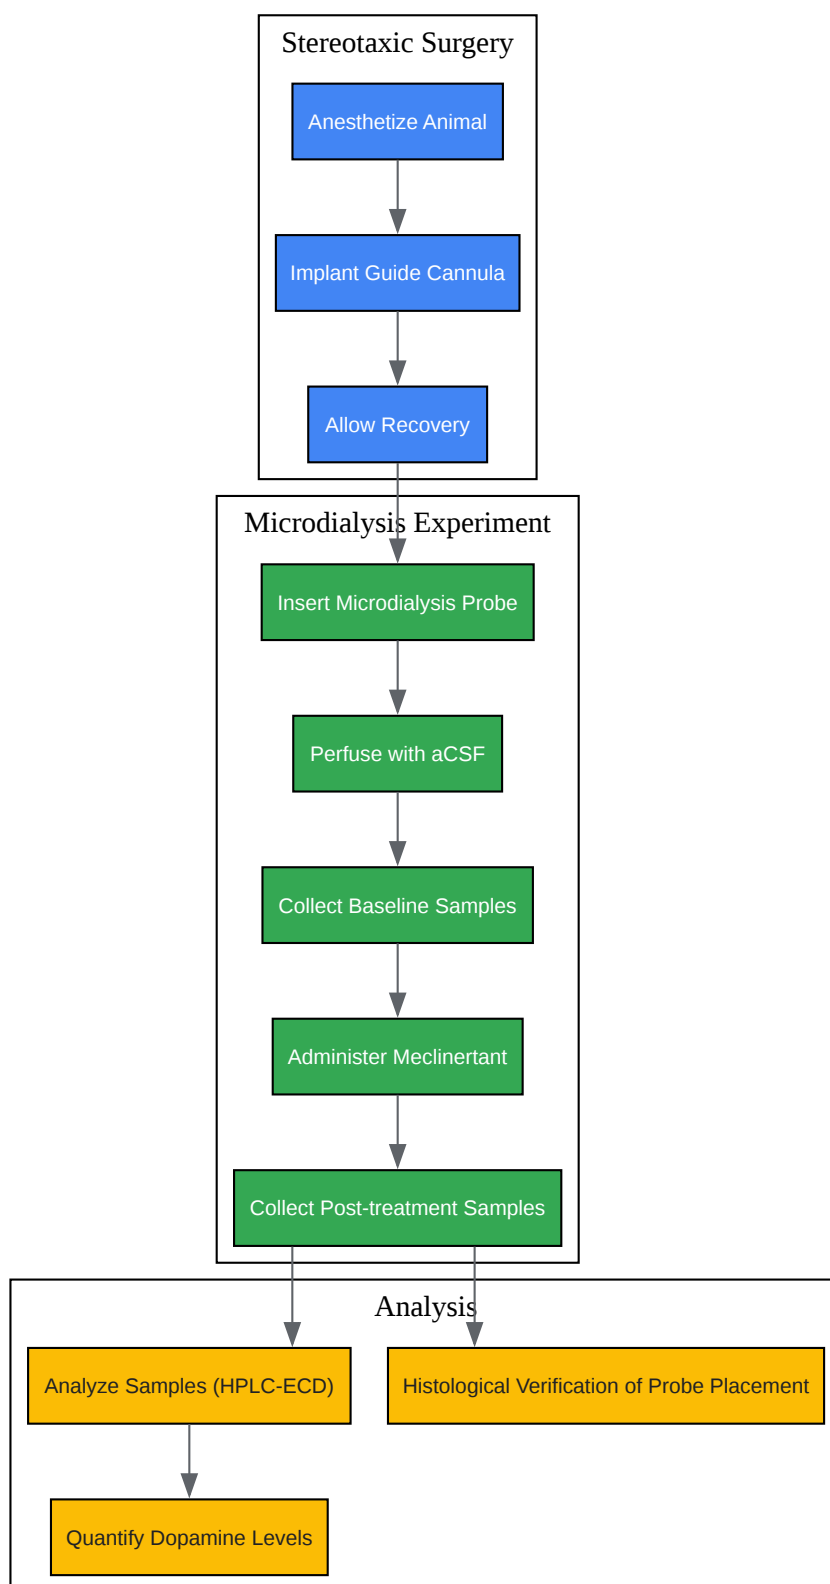 Stereotaxic Surgery
Anesthetize Animal
Implant Guide Cannula
Allow Recovery
Microdialysis Experiment
Insert Microdialysis Probe
Perfuse with aCSF
Collect Baseline Samples
Administer Meclinertant
Collect Post-treatment Samples
Analysis
Analyze Samples (HPLC-ECD)
Histological Verification of Probe Placement
Quantify Dopamine Levels